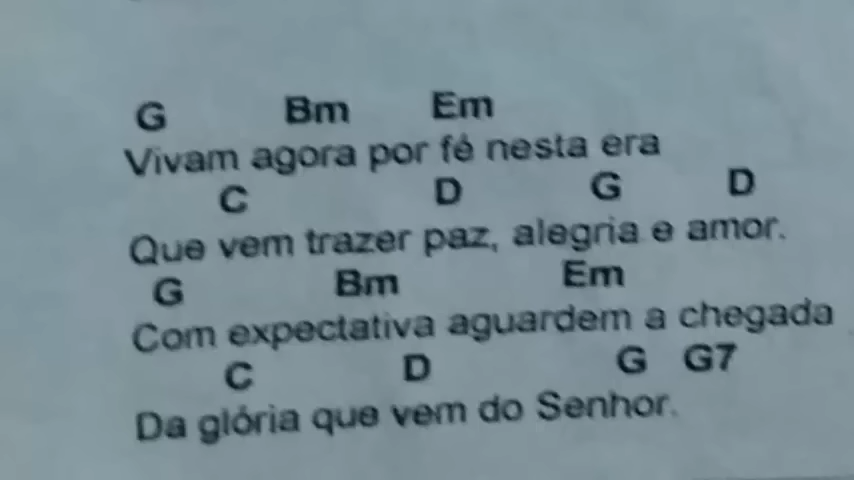 G Bm Em
Vivam agora por fé nesta era
C D G D
Que vem trazer paz, alegria e amor.
G Bm Em
Com expectativa aguardem a chegada
C D G G7
Da glória que vem do Senhor.